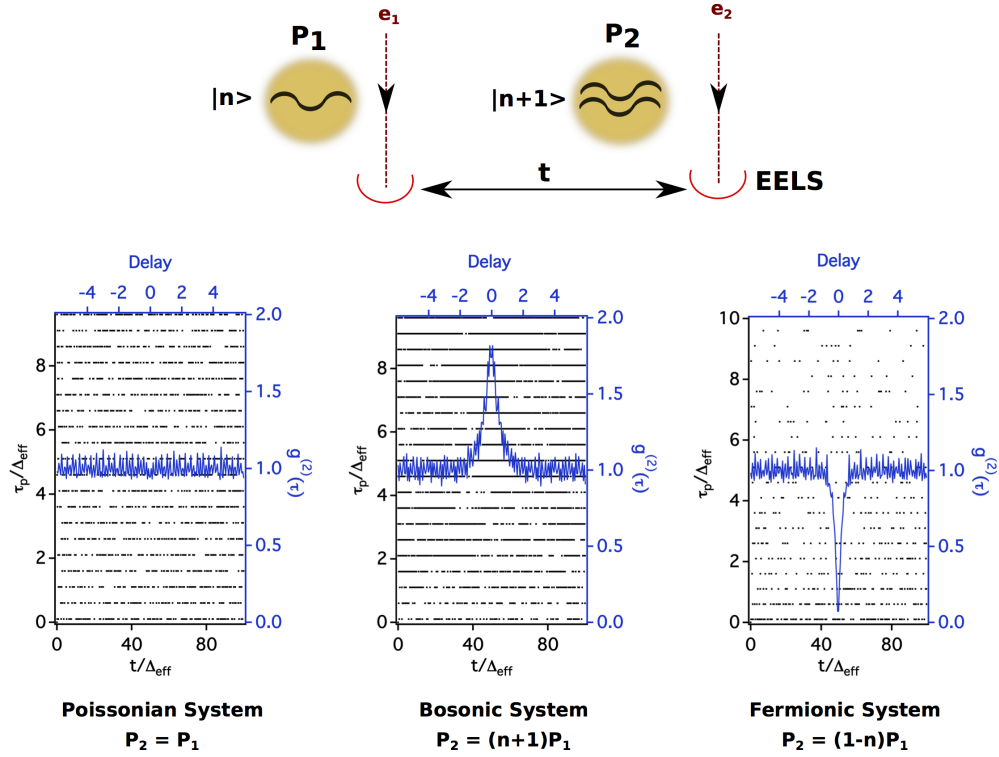 e1 e2
P1 P2
|n> |n+1>
t
EELS
Delay Delay Delay
-4 -2 0 2 4 -4 -2 0 2 4 -4 -2 0 2 4
2.0 2.0 10 2.0
8 8 8
1.5 1.5 1.5
6 6 6
τp/Δeff 1.0 g(2)(τ) τp/Δeff 1.0 g(2)(τ) τp/Δeff 1.0 g(2)(τ)
4 4 4
0.5 0.5 0.5
2 2 2
0 0.0 0 0.0 0 0.0
0 40 80 0 40 80 0 40 80
t/Δeff t/Δeff t/Δeff
Poissonian System Bosonic System Fermionic System
P2 = P1 P2 = (n+1)P1 P2 = (1-n)P1